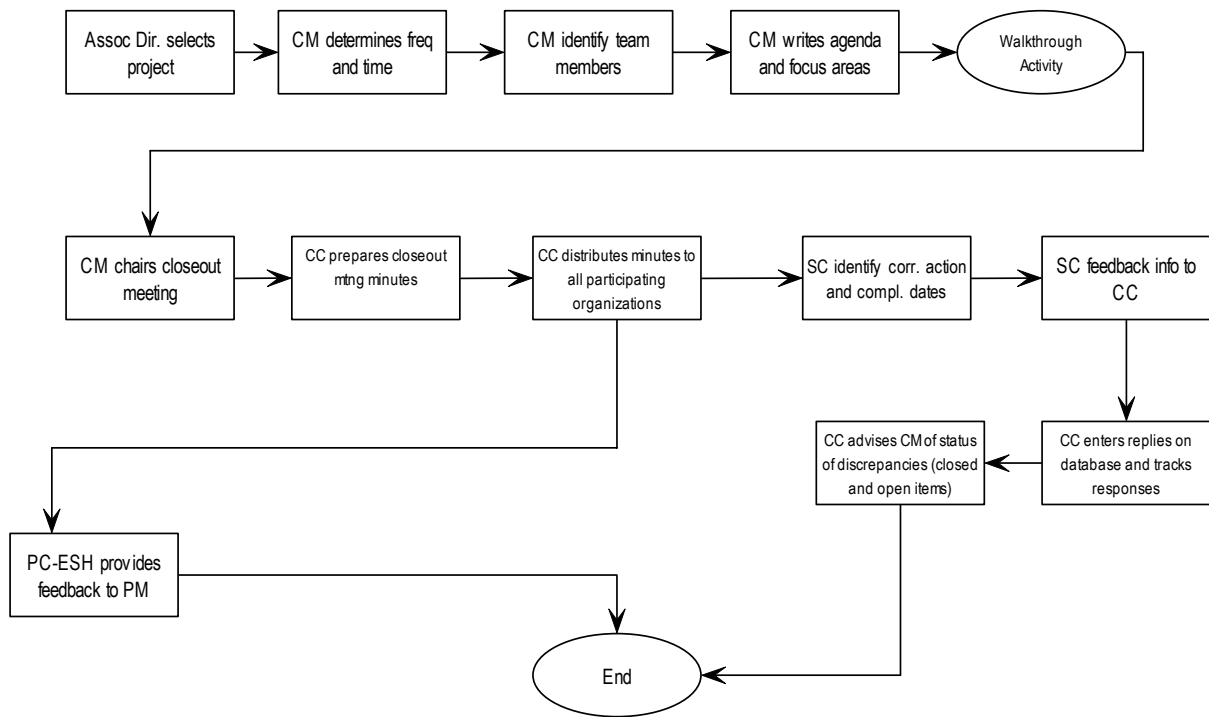 Assoc Dir. selects
project
CM determines freq
and time
CM identify team
members
CM writes agenda
and focus areas
Walkthrough
Activity
CM chairs closeout
meeting
CC prepares closeout
mtng minutes
CC distributes minutes to
all participating
organizations
SC identify corr. action
and compl. dates
SC feedback info to
CC
CC advises CM of status
of discrepancies (closed
and open items)
CC enters replies on
database and tracks
responses
PC-ESH provides
feedback to PM
End